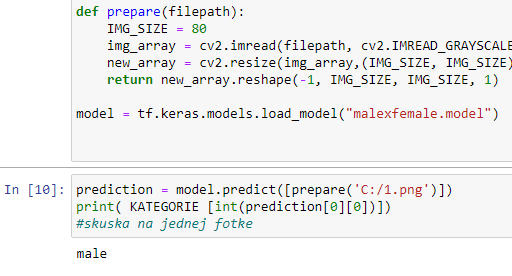 def prepare(filepath):
IMG_SIZE = 80
img_array = cv2.imread(filepath, cv2.IMREAD_GRAYSCALE
new_array = cv2.resize(img_array,(IMG_SIZE, IMG_SIZE)
return new_array.reshape(-1, IMG_SIZE, IMG_SIZE, 1)
model = tf.keras.models.load_model("malexfemale.model")
In [10]: prediction = model.predict([prepare('C:/1.png')])
print( KATEGORIE [int(prediction[0][0])])
#skuska na jednej fotke
male